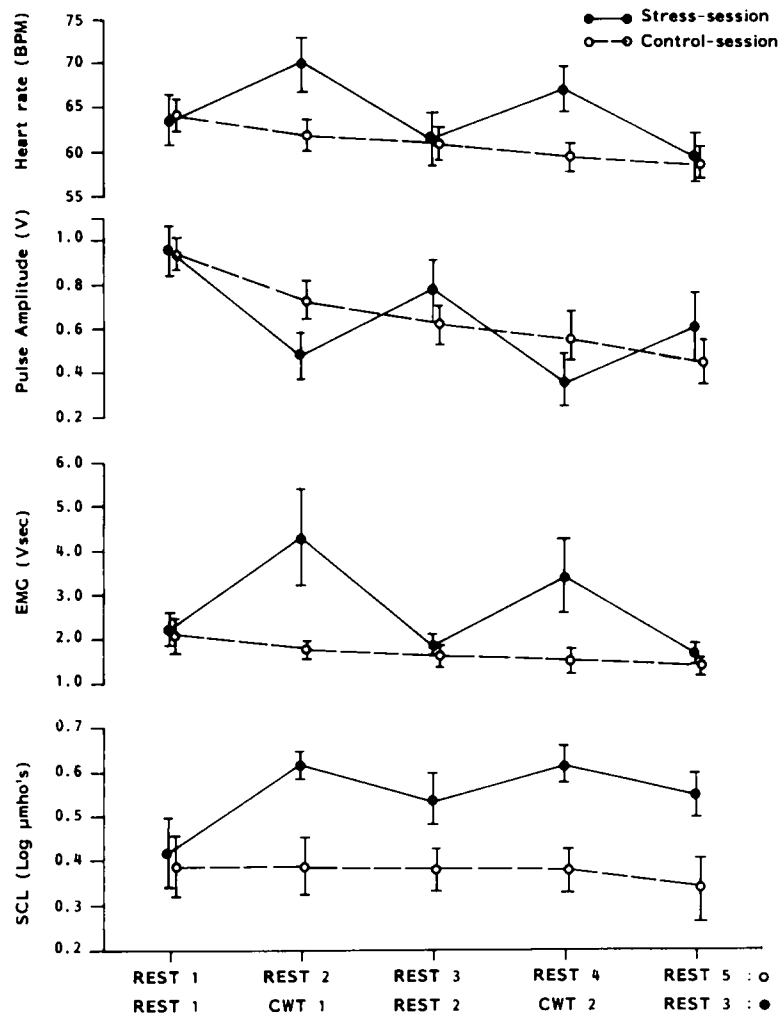 Stress-session
Control-session
Heart rate (BPM)
75
70
65
60
55
Pulse Amplitude (V)
1.0
0.8
0.6
0.4
0.2
EMG (Vsec)
6.0
5.0
4.0
3.0
2.0
1.0
SCL (Log μmho's)
0.7
0.6
0.5
0.4
0.3
0.2
REST 1 REST 2 REST 3 REST 4 REST 5 :
REST 1 CWT 1 REST 2 CWT 2 REST 3 :